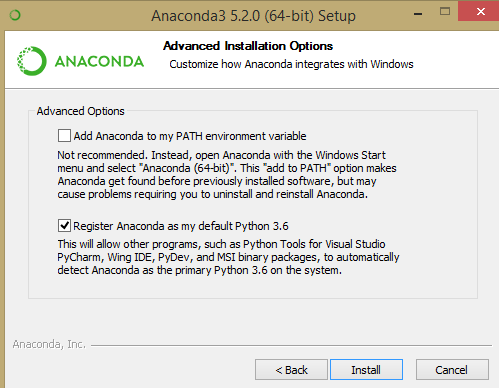 Anaconda3 5.2.0 (64-bit) Setup
ANACONDA
Advanced Installation Options
Customize how Anaconda integrates with Windows
Advanced Options
Add Anaconda to my PATH environment variable
Not recommended. Instead, open Anaconda with the Windows Start
menu and select "Anaconda (64-bit)". This "add to PATH" option makes
Anaconda get found before previously installed software, but may
cause problems requiring you to uninstall and reinstall Anaconda.
Register Anaconda as my default Python 3.6
This will allow other programs, such as Python Tools for Visual Studio
PyCharm, Wing IDE, PyDev, and MSI binary packages, to automatically
detect Anaconda as the primary Python 3.6 on the system.
Anaconda, Inc.
< Back
Install
Cancel